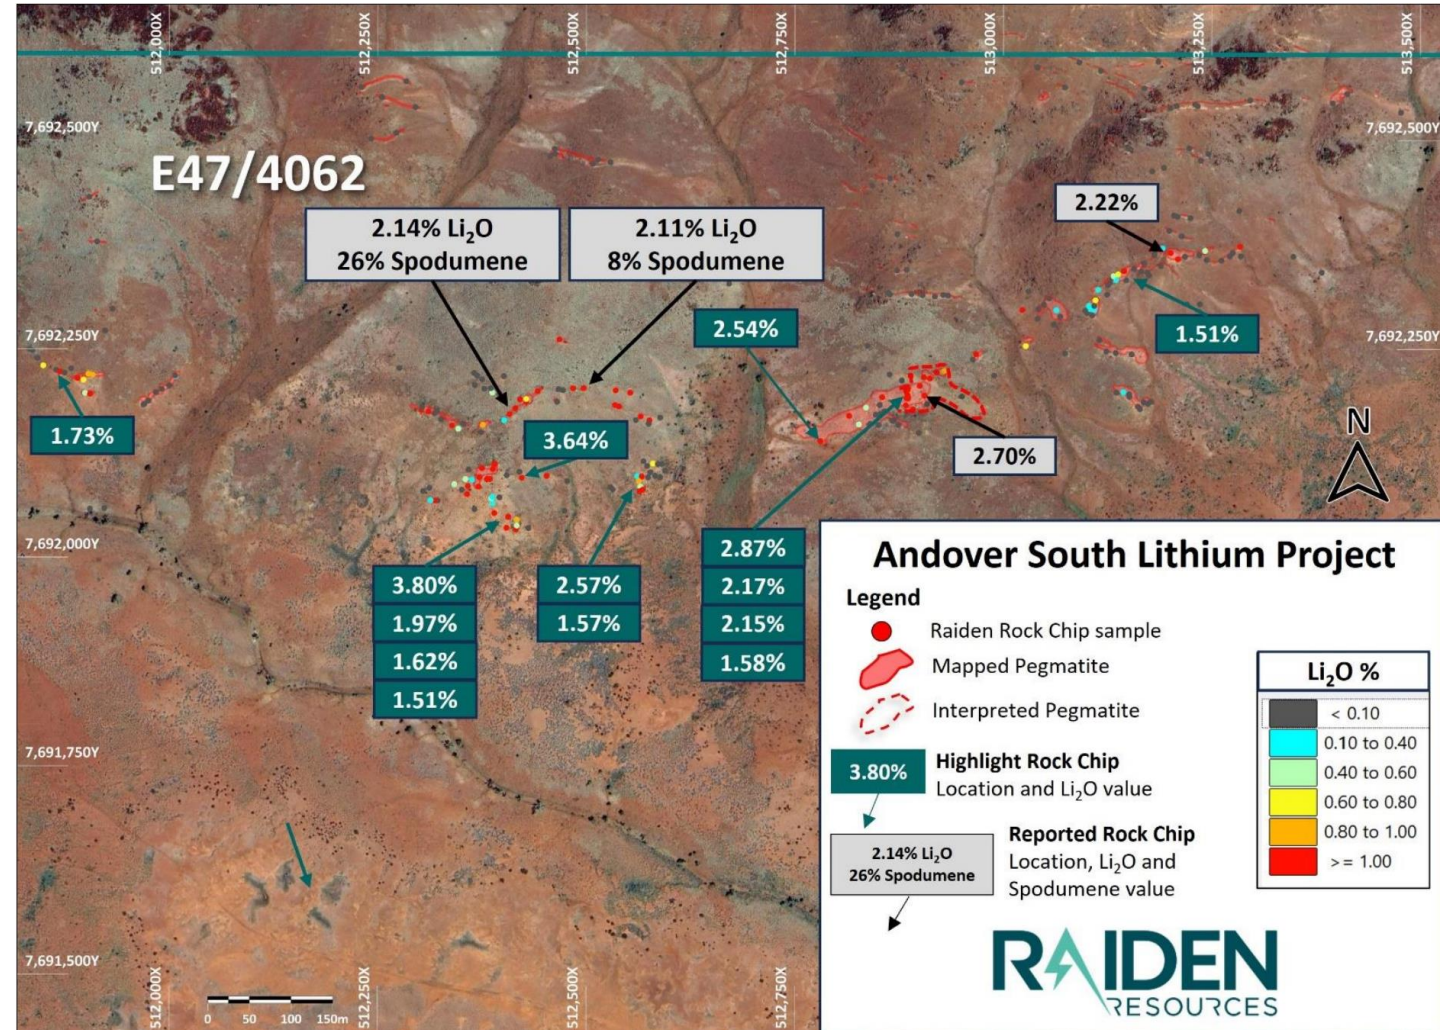 512,000X
512,250X
512,500X
512,750X
513,000X
513,250X
513,500X
7,692,500Y
7,692,500Y
E47/4062
2.14% Li₂O
26% Spodumene
2.11% Li₂O
8% Spodumene
2.22%
2.54%
1.51%
7,692,250Y
7,692,250Y
1.73%
3.64%
2.70%
7,692,000Y
3.80%
1.97%
1.62%
1.51%
2.57%
1.57%
2.87%
2.17%
2.15%
1.58%
N
7,691,750Y
7,691,500Y
512,000X
512,250X
512,500X
512,750X
0 50 100 150m
Andover South Lithium Project
Legend
Raiden Rock Chip sample
Mapped Pegmatite
Interpreted Pegmatite
3.80%
Highlight Rock Chip
Location and Li₂O value
2.14% Li₂O
26% Spodumene
Reported Rock Chip
Location, Li₂O and
Spodumene value
Li₂O %
< 0.10
0.10 to 0.40
0.40 to 0.60
0.60 to 0.80
0.80 to 1.00
>= 1.00
RAIDEN
RESOURCES